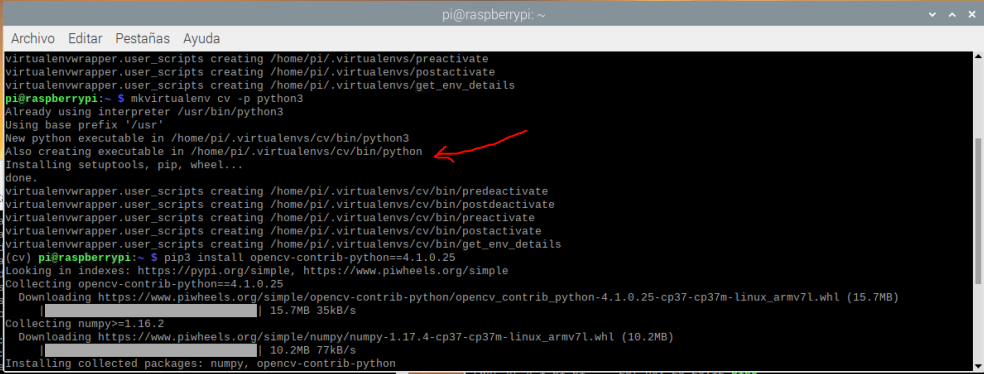 pi@raspberrypi: ~
Archivo Editar Pestañas Ayuda
virtualenvwrapper.user_scripts creating /home/pi/.virtualenvs/preactivate
virtualenvwrapper.user_scripts creating /home/pi/.virtualenvs/postactivate
virtualenvwrapper.user_scripts creating /home/pi/.virtualenvs/get_env_details
pi@raspberrypi:~ $ mkvirtualenv cv -p python3
Already using interpreter /usr/bin/python3
Using base prefix '/usr'
New python executable in /home/pi/.virtualenvs/cv/bin/python3
Also creating executable in /home/pi/.virtualenvs/cv/bin/python
Installing setuptools, pip, wheel...
done.
virtualenvwrapper.user_scripts creating /home/pi/.virtualenvs/cv/bin/predeactivate
virtualenvwrapper.user_scripts creating /home/pi/.virtualenvs/cv/bin/postdeactivate
virtualenvwrapper.user_scripts creating /home/pi/.virtualenvs/cv/bin/preactivate
virtualenvwrapper.user_scripts creating /home/pi/.virtualenvs/cv/bin/postactivate
virtualenvwrapper.user_scripts creating /home/pi/.virtualenvs/cv/bin/get_env_details
(cv) pi@raspberrypi:~ $ pip3 install opencv-contrib-python==4.1.0.25
Looking in indexes: https://pypi.org/simple, https://www.piwheels.org/simple
Collecting opencv-contrib-python==4.1.0.25
Downloading https://www.piwheels.org/simple/opencv-contrib-python/opencv_contrib_python-4.1.0.25-cp37-cp37m-linux_armv7l.whl (15.7MB)
| | 15.7MB 35kB/s
Collecting numpy>=1.16.2
Downloading https://www.piwheels.org/simple/numpy/numpy-1.17.4-cp37-cp37m-linux_armv7l.whl (10.2MB)
| | 10.2MB 77kB/s
Installing collected packages: numpy, opencv-contrib-python